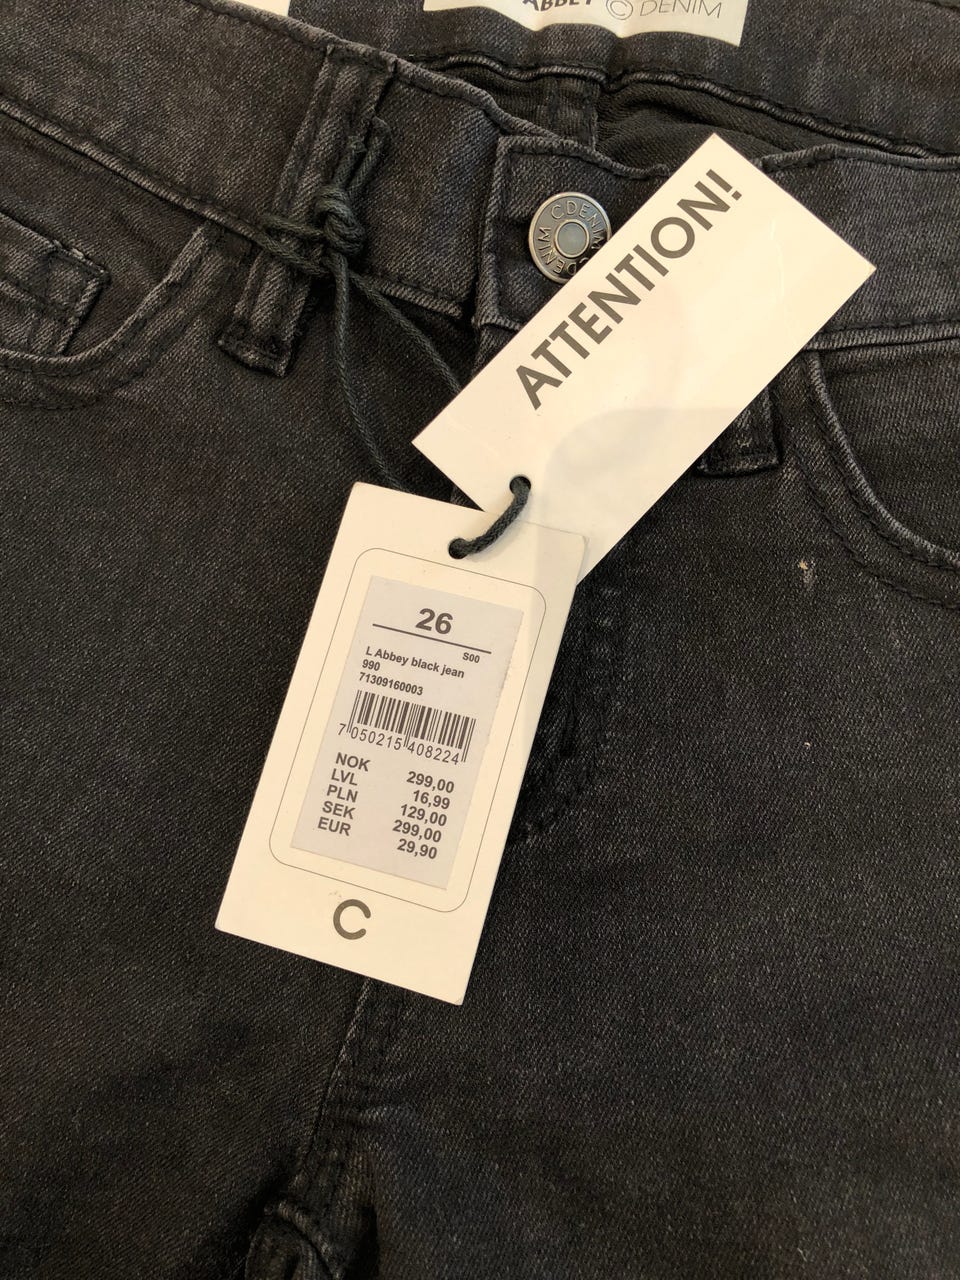 ABBEY © DENIM
CDENIM CDENIM
ATTENTION!
26
S00
L Abbey black jean
990
71309160003
7 050215 408224
NOK 299,00
LVL 16,99
PLN 129,00
SEK 299,00
EUR 29,90
C